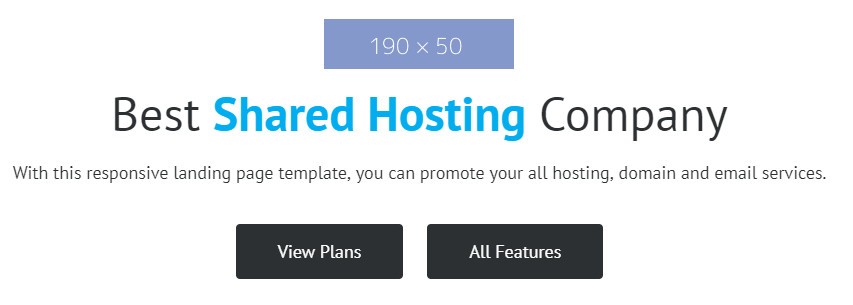 190 × 50
Best Shared Hosting Company
With this responsive landing page template, you can promote your all hosting, domain and email services.
View Plans
All Features